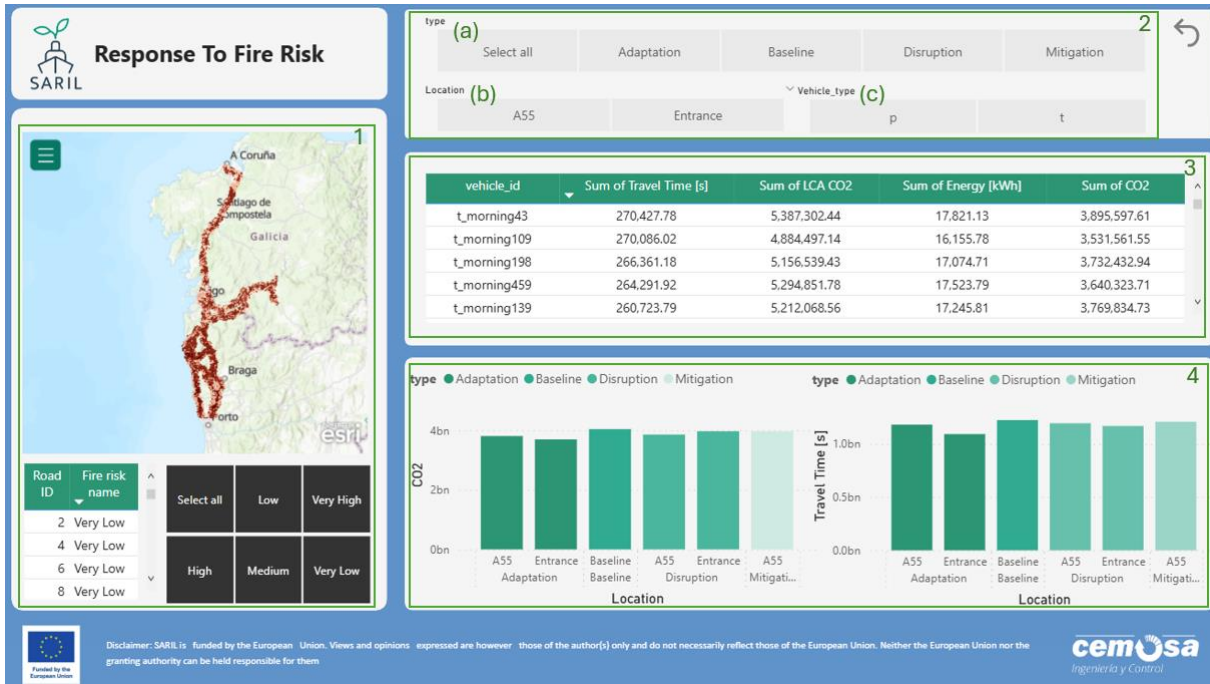 SARIL
Response To Fire Risk
type
(a)
2
Select all
Adaptation
Baseline
Disruption
Mitigation
Location
(b)
Vehicle_type
(c)
A55
Entrance
p
t
1
A Coruña
Santiago de
Compostela
Galicia
Vigo
Braga
Porto
esri
Road ID
Fire risk name
2 Very Low
4 Very Low
6 Very Low
8 Very Low
Select all
Low
Very High
High
Medium
Very Low
3
vehicle_id Sum of Travel Time [s] Sum of LCA CO2 Sum of Energy [kWh] Sum of CO2
t_morning43 270,427.78 5,387,302.44 17,821.13 3,895,597.61
t_morning109 270,086.02 4,884,497.14 16,155.78 3,531,561.55
t_morning198 266,361.18 5,156,539.43 17,074.71 3,732,432.94
t_morning459 264,291.92 5,294,851.78 17,523.79 3,640,323.71
t_morning139 260,723.79 5,212,068.56 17,245.81 3,769,834.73
4
type Adaptation Baseline Disruption Mitigation
CO2
4bn
2bn
0bn
A55 Entrance Baseline A55 Entrance A55
Adaptation Baseline Disruption Mitigati...
Location
type Adaptation Baseline Disruption Mitigation
Travel Time [s]
1.0bn
0.5bn
0.0bn
A55 Entrance Baseline A55 Entrance A55
Adaptation Baseline Disruption Mitigati...
Location
Funded by the
European Union
Disclaimer: SARIL is funded by the European Union. Views and opinions expressed are however those of the author(s) only and do not necessarily reflect those of the European Union. Neither the European Union nor the
granting authority can be held responsible for them
cemosa
Ingeniería y Control